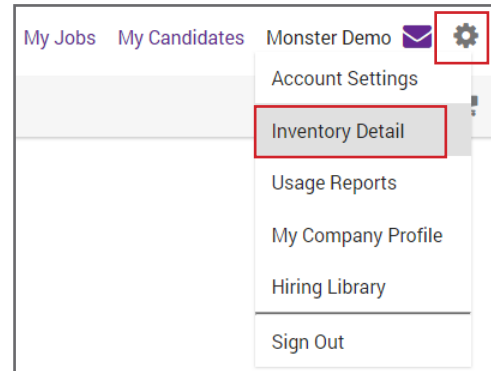 My Jobs My Candidates Monster Demo
Account Settings
Inventory Detail
Usage Reports
My Company Profile
Hiring Library
Sign Out